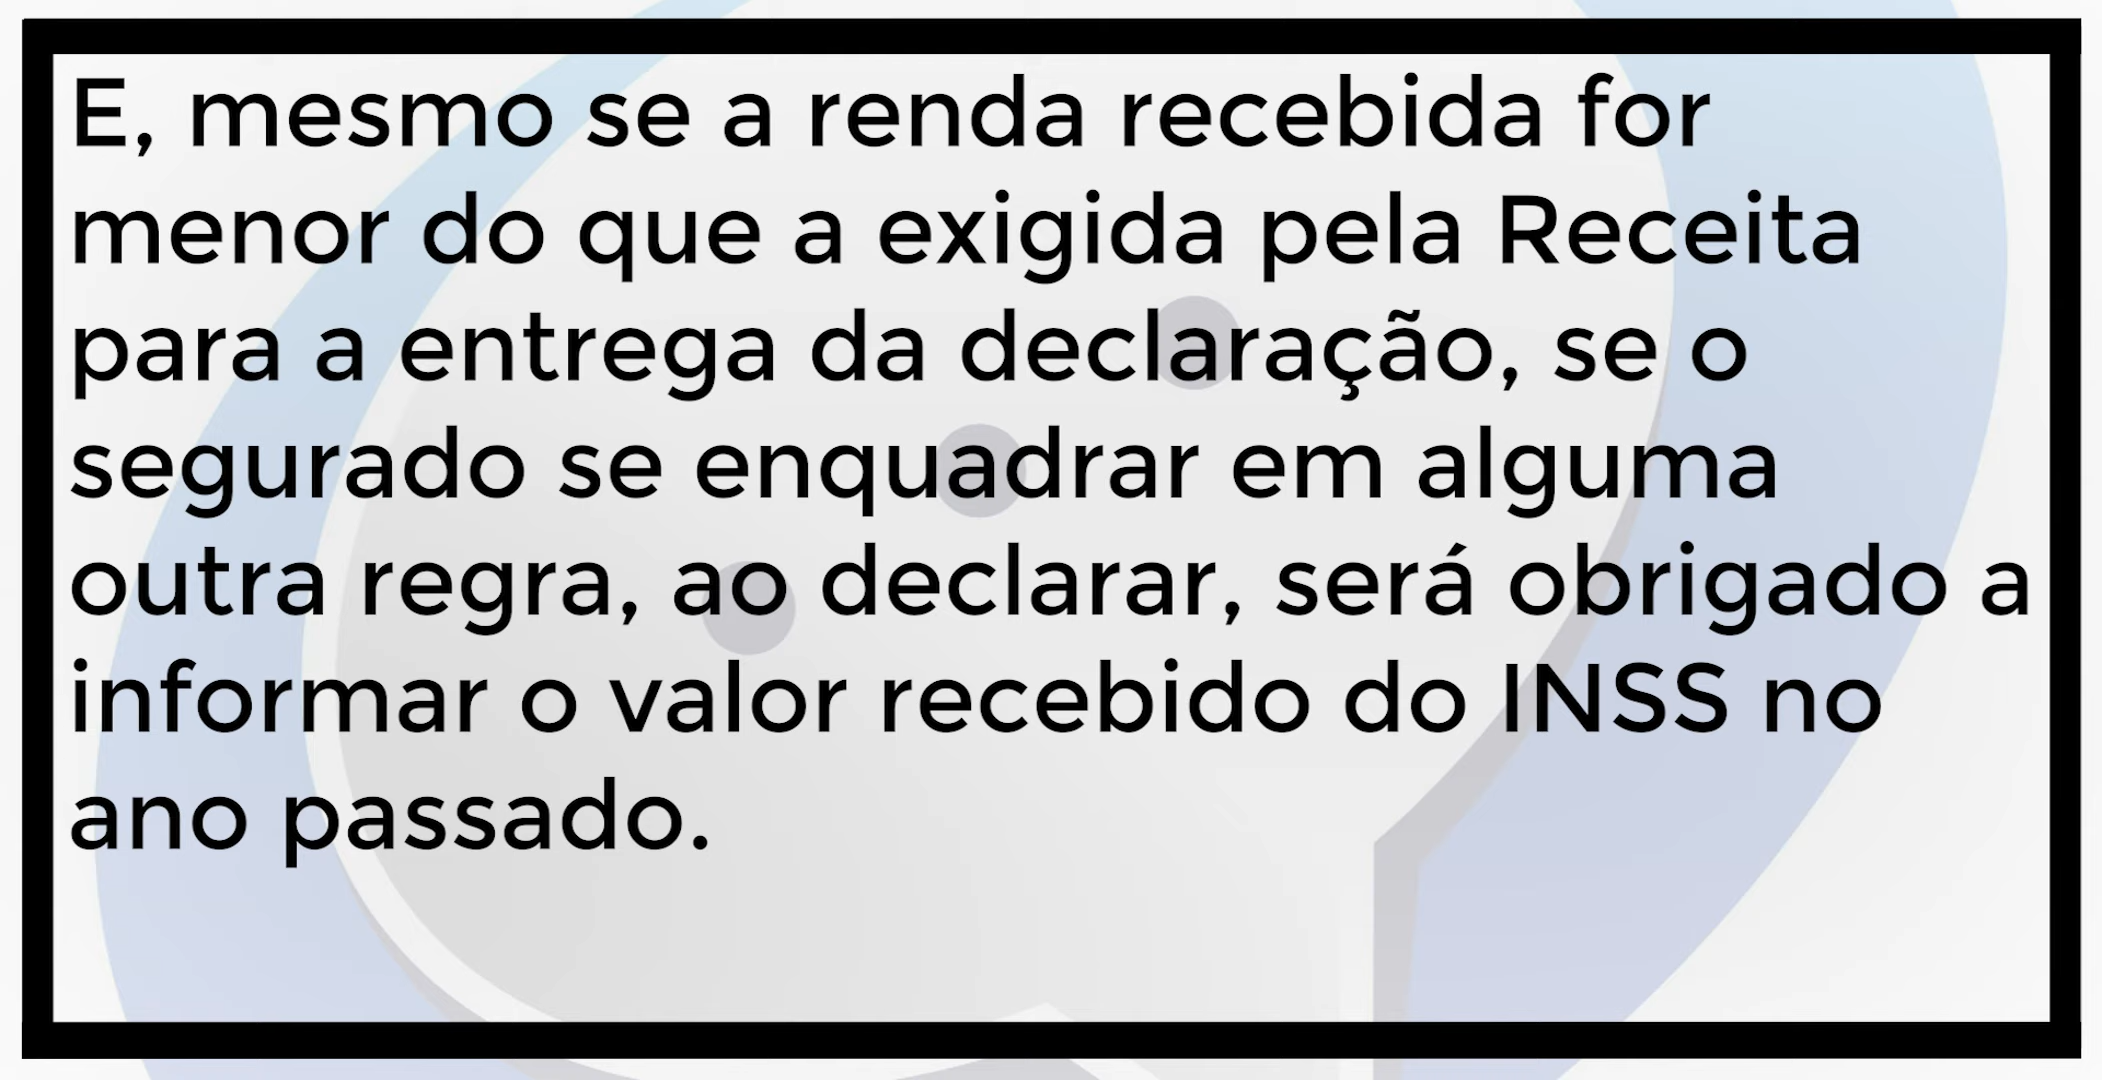 E, mesmo se a renda recebida for
menor do que a exigida pela Receita
para a entrega da declaração, se o
segurado se enquadrar em alguma
outra regra, ao declarar, será obrigado a
informar o valor recebido do INSS no
ano passado.